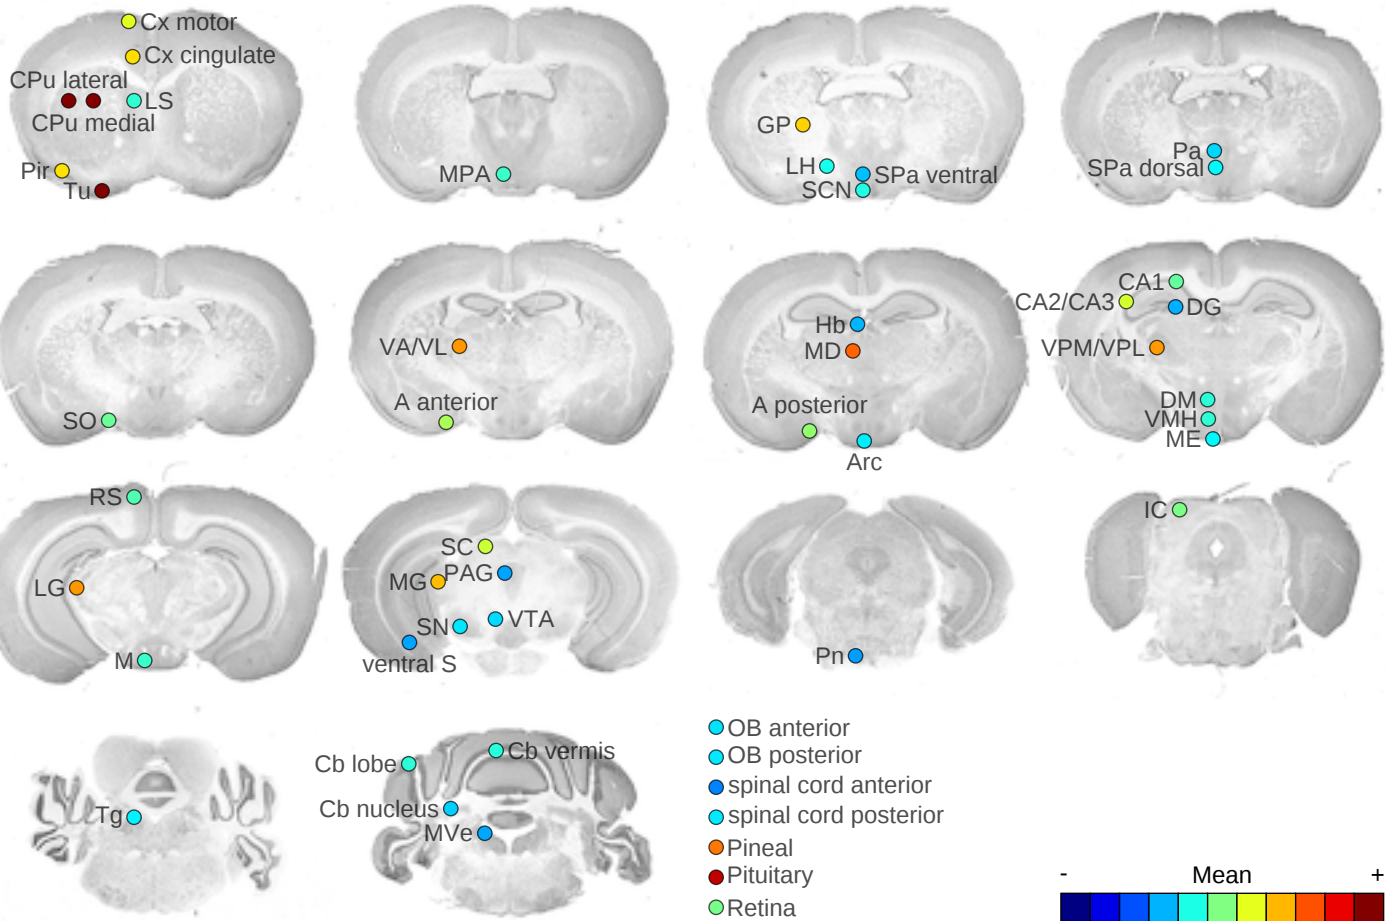 Cx motor
Cx cingulate
CPu lateral
LS
CPu medial
Pir
Tu
MPA
GP
LH
SPa ventral
SCN
Pa
SPa dorsal
SO
VA/VL
A anterior
Hb
MD
A posterior
Arc
CA1
CA2/CA3
DG
VPM/VPL
DM
VMH
ME
RS
LG
M
SC
MG
PAG
SN
VTA
ventral S
Pn
IC
Tg
Cb lobe
Cb vermis
Cb nucleus
MVe
OB anterior
OB posterior
spinal cord anterior
spinal cord posterior
Pineal
Pituitary
Retina
- Mean +